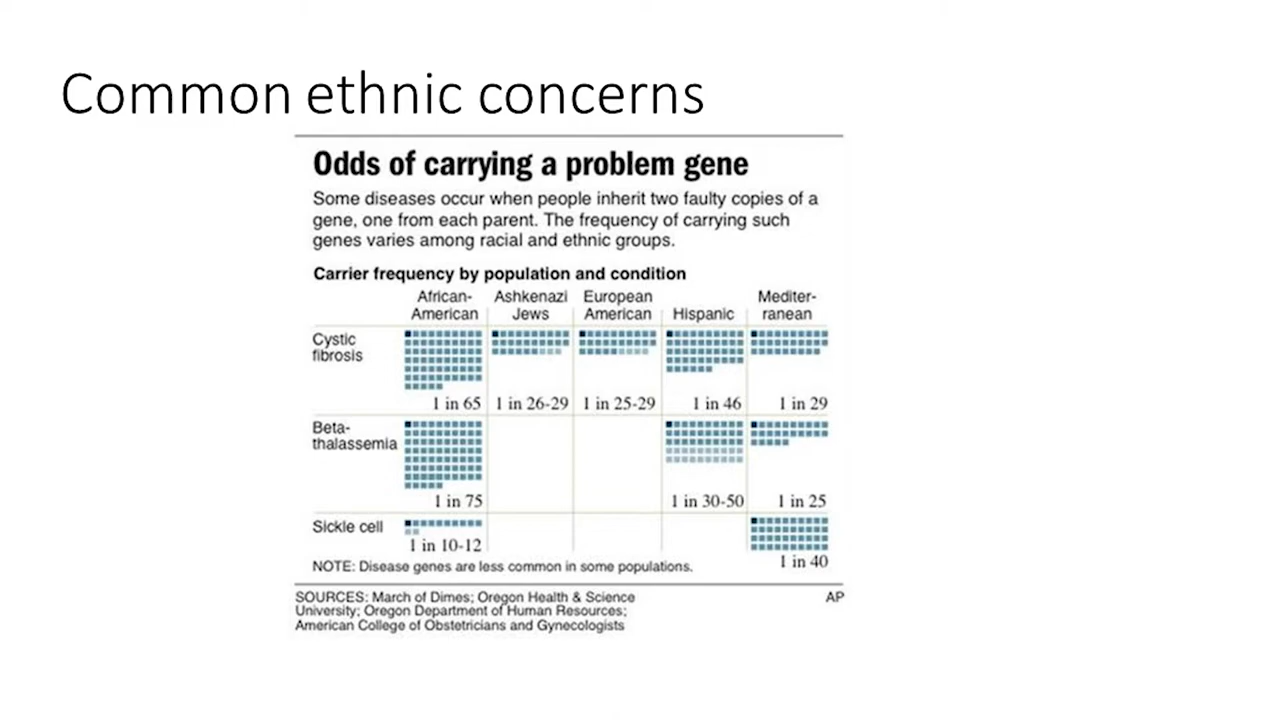 Common ethnic concerns
Odds of carrying a problem gene
Some diseases occur when people inherit two faulty copies of a
gene, one from each parent. The frequency of carrying such
genes varies among racial and ethnic groups.
Carrier frequency by population and condition
African-
American
Ashkenazi
Jews
European
American
Hispanic
Mediter-
ranean
Cystic
fibrosis
1 in 65
1 in 26-29
1 in 25-29
1 in 46
1 in 29
Beta-
thalassemia
1 in 75
1 in 30-50
1 in 25
Sickle cell
1 in 10-12
1 in 40
NOTE: Disease genes are less common in some populations.
SOURCES: March of Dimes; Oregon Health & Science
University; Oregon Department of Human Resources;
American College of Obstetricians and Gynecologists
AP